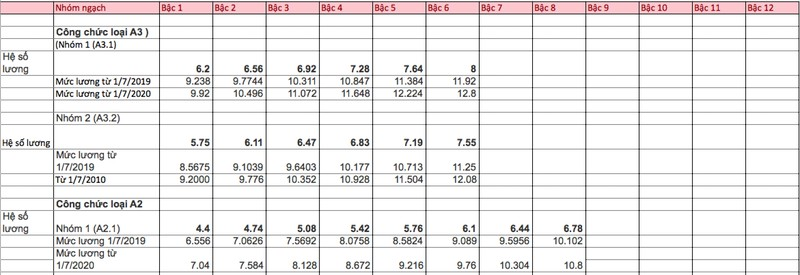 Nhóm ngạch Bậc 1 Bậc 2 Bậc 3 Bậc 4 Bậc 5 Bậc 6 Bậc 7 Bậc 8 Bậc 9 Bậc 10 Bậc 11 Bậc 12
Công chức loại A3 )
(Nhóm 1 (A3.1)
Hệ số
lương 6.2 6.56 6.92 7.28 7.64 8
Mức lương từ 1/7/2019 9.238 9.7744 10.311 10.847 11.384 11.92
Mức lương từ 1/7/2020 9.92 10.496 11.072 11.648 12.224 12.8
Nhóm 2 (A3.2)
Hệ số lương 5.75 6.11 6.47 6.83 7.19 7.55
Mức lương từ
1/7/2019 8.5675 9.1039 9.6403 10.177 10.713 11.25
Từ 1/7/2010 9.2000 9.776 10.352 10.928 11.504 12.08
Công chức loại A2
Hệ số
lương Nhóm 1 (A2.1) 4.4 4.74 5.08 5.42 5.76 6.1 6.44 6.78
Mức lương 1/7/2019 6.556 7.0626 7.5692 8.0758 8.5824 9.089 9.5956 10.102
Mức lương từ
1/7/2020 7.04 7.584 8.128 8.672 9.216 9.76 10.304 10.8